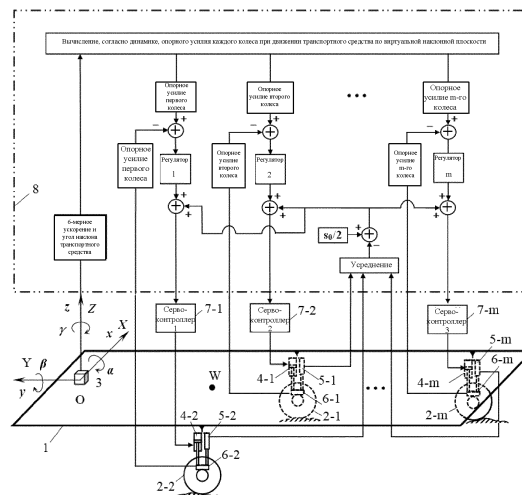 Вычисление, согласно динамике, опорного усилия каждого колеса при движении транспортного средства по виртуальной наклонной плоскости
Опорное
усилие
первого
колеса
Опорное
усилие второго
колеса
Опорное
усилие
m-го колеса
Опорное
усилие
первого
колеса
Опорное
усилие
второго
колеса
Опорное
усилие
m-го
колеса
Регулятор
1
Регулятор
2
Регулятор
m
8
6-мерное
ускорение и
угол наклона
транспортного
средства
s0/2
Усреднение
Серво-
контроллер
1
7-1
Серво-
контроллер
2
7-2
Серво-
контроллер
3
7-m
z
Z
γ
X
x
α
Y
β
y
O
3
W
1
4-1
5-1
6-1
2-1
4-2
5-2
6-2
2-2
4-m
5-m
6-m
2-m